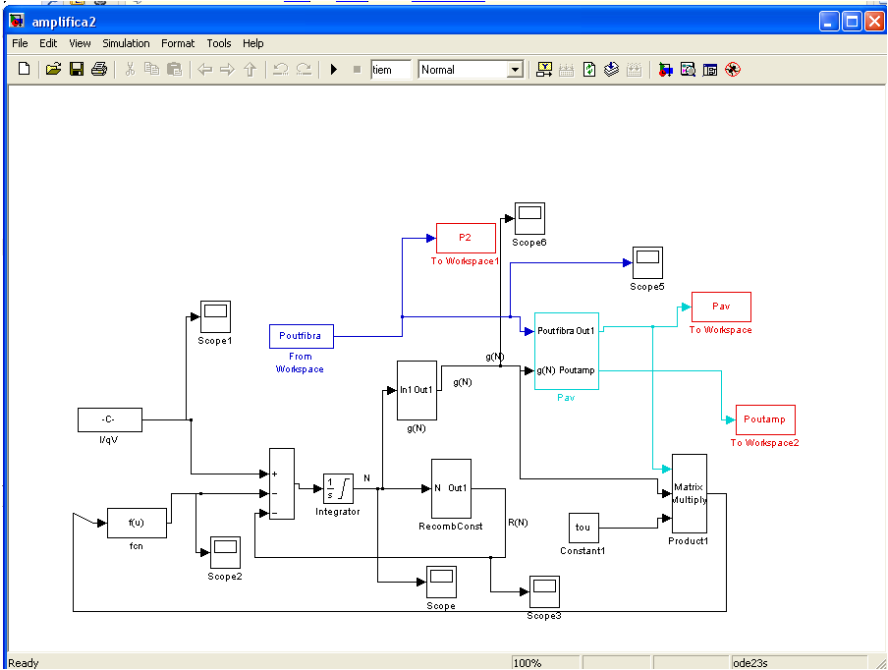 amplifica2
File Edit View Simulation Format Tools Help
tiem Normal
Scope6
P2
To Workspace1
Scope5
Scope1
Poutfibra
From
Workspace
Poutfibra Out1
g(N) Poutamp
Pav
Pav
To Workspace
g(N)
g(N)
In1 Out1
g(N)
-C-
I/qV
Poutamp
To Workspace2
+
−
−
1
s
Integrator
N
N Out1
RecombConst
R(N)
Matrix
Multiply
Product1
tou
Constant1
f(u)
fcn
Scope2
Scope
Scope3
Ready 100% ode23s